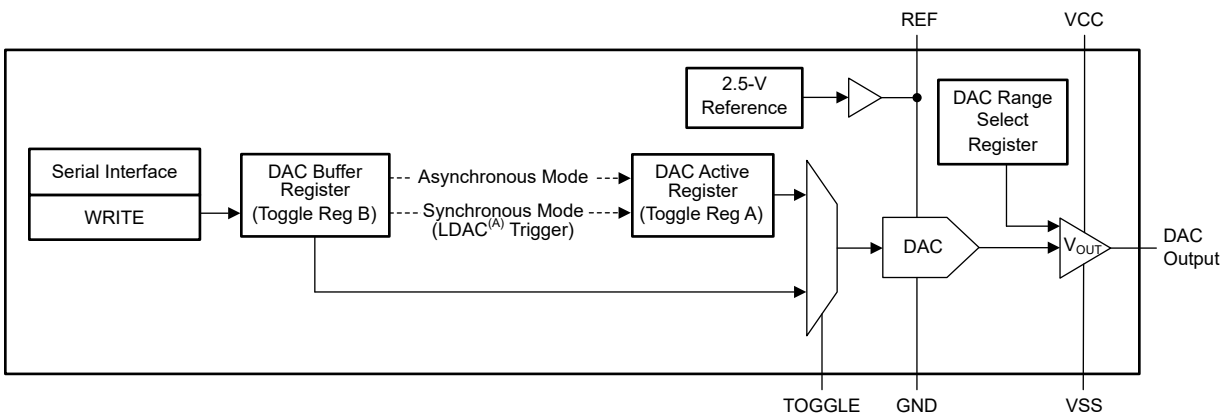 REF
VCC
2.5-V
Reference
DAC Range
Select
Register
Serial Interface
WRITE
DAC Buffer
Register
(Toggle Reg B)
Asynchronous Mode
Synchronous Mode
(LDAC(A) Trigger)
DAC Active
Register
(Toggle Reg A)
DAC
VOUT
DAC
Output
TOGGLE
GND
VSS